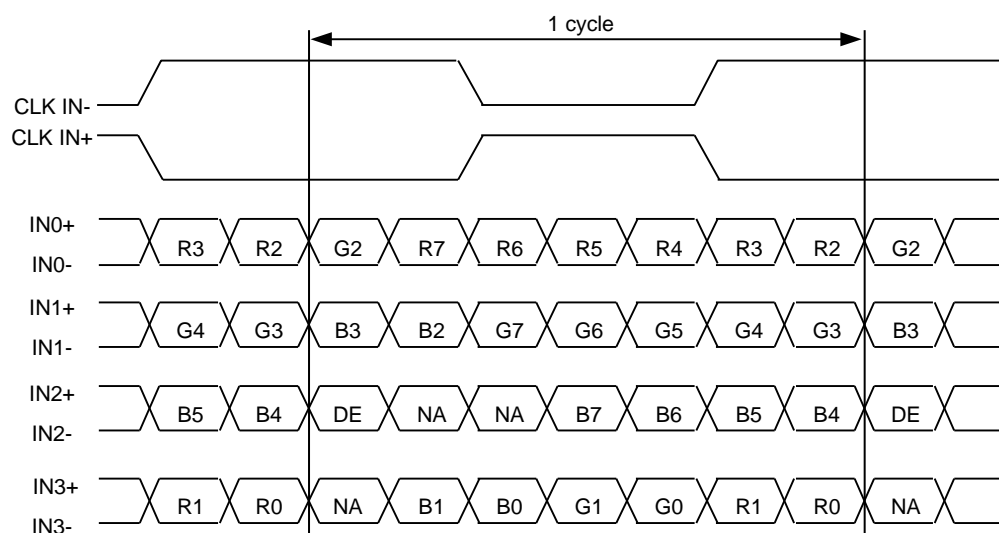 1 cycle
CLK IN-
CLK IN+
IN0+
R3 R2 G2 R7 R6 R5 R4 R3 R2 G2
IN0-
IN1+
G4 G3 B3 B2 G7 G6 G5 G4 G3 B3
IN1-
IN2+
B5 B4 DE NA NA B7 B6 B5 B4 DE
IN2-
IN3+
R1 R0 NA B1 B0 G1 G0 R1 R0 NA
IN3-